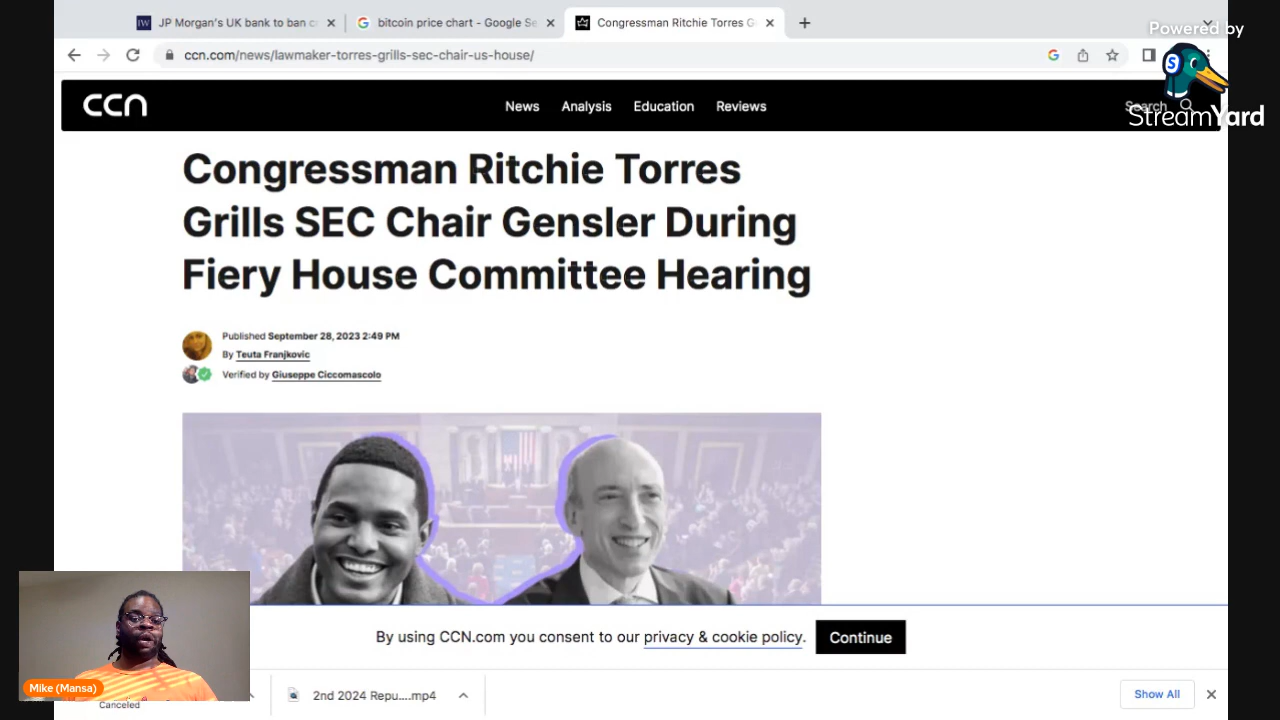 JP Morgan's UK bank to ban c
bitcoin price chart - Google Se
Congressman Ritchie Torres G
Powered by
ccn.com/news/lawmaker-torres-grills-sec-chair-us-house/
StreamYard
CCN
News
Analysis
Education
Reviews
Search
Congressman Ritchie Torres
Grills SEC Chair Gensler During
Fiery House Committee Hearing
Published September 28, 2023 2:49 PM
By Teuta Franjkovic
Verified by Giuseppe Ciccomascolo
By using CCN.com you consent to our privacy & cookie policy.
Continue
Mike (Mansa)
Canceled
2nd 2024 Repu....mp4
Show All